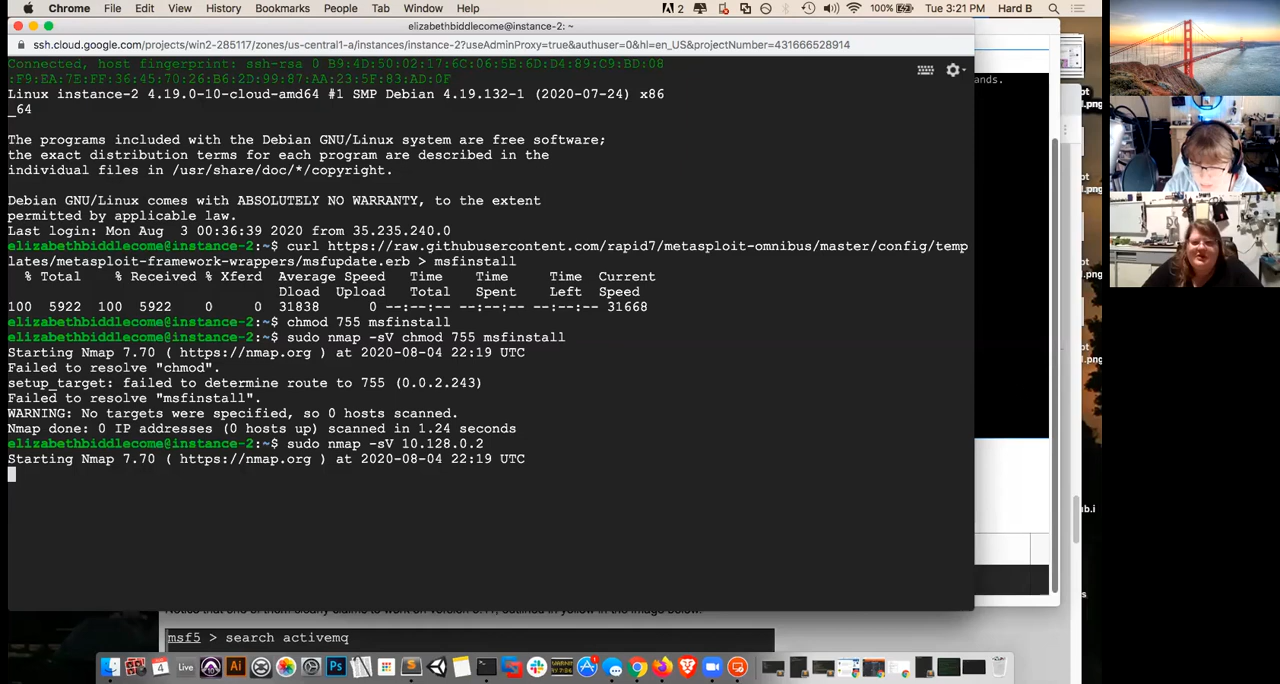 Chrome File Edit View History Bookmarks People Tab Window Help
2 100% Tue 3:21 PM Hard B
elizabethbiddlecome@instance-2: ~
ssh.cloud.google.com/projects/win2-285117/zones/us-central1-a/instances/instance-2?useAdminProxy=true&authuser=0&hl=en_US&projectNumber=431666528914
Connected, host fingerprint: ssh-rsa 0 B9:4D:50:02:17:6C:06:5E:6D:D4:89:C9:BD:08
:F9:EA:7E:FF:36:45:70:26:B6:2D:99:87:AA:23:5F:83:AD:0F
ands.
Linux instance-2 4.19.0-10-cloud-amd64 #1 SMP Debian 4.19.132-1 (2020-07-24) x86
_64
The programs included with the Debian GNU/Linux system are free software;
the exact distribution terms for each program are described in the
individual files in /usr/share/doc/*/copyright.
Debian GNU/Linux comes with ABSOLUTELY NO WARRANTY, to the extent
permitted by applicable law.
Last login: Mon Aug 3 00:36:39 2020 from 35.235.240.0
elizabethbiddlecome@instance-2:~$ curl https://raw.githubusercontent.com/rapid7/metasploit-omnibus/master/config/temp
lates/metasploit-framework-wrappers/msfupdate.erb > msfinstall
% Total % Received % Xferd Average Speed Time Time Time Current
Dload Upload Total Spent Left Speed
100 5922 100 5922 0 0 31838 0 --:--:-- --:--:-- --:--:-- 31668
elizabethbiddlecome@instance-2:~$ chmod 755 msfinstall
elizabethbiddlecome@instance-2:~$ sudo nmap -sV chmod 755 msfinstall
Starting Nmap 7.70 ( https://nmap.org ) at 2020-08-04 22:19 UTC
Failed to resolve "chmod".
setup_target: failed to determine route to 755 (0.0.2.243)
Failed to resolve "msfinstall".
WARNING: No targets were specified, so 0 hosts scanned.
Nmap done: 0 IP addresses (0 hosts up) scanned in 1.24 seconds
elizabethbiddlecome@instance-2:~$ sudo nmap -sV 10.128.0.2
Starting Nmap 7.70 ( https://nmap.org ) at 2020-08-04 22:19 UTC
msf5 > search activemq
Live